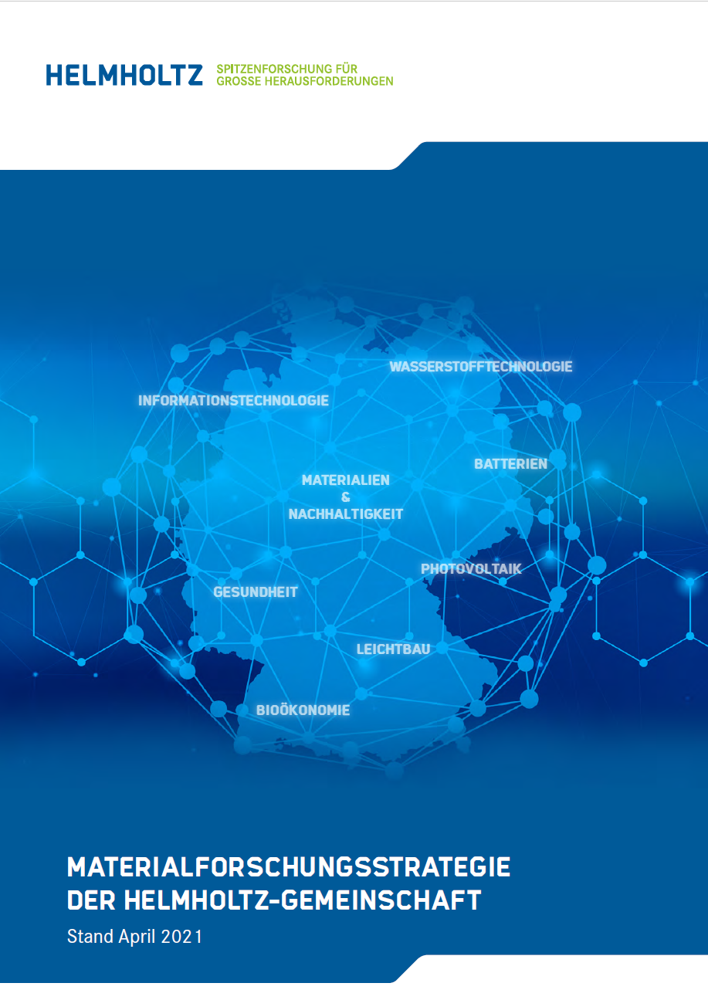 HELMHOLTZ
SPITZENFORSCHUNG FÜR
GROSSE HERAUSFORDERUNGEN
WASSERSTOFFTECHNOLOGIE
INFORMATIONSTECHNOLOGIE
BATTERIEN
MATERIALIEN
&
NACHHALTIGKEIT
PHOTOVOLTAIK
GESUNDHEIT
LEICHTBAU
BIOÖKONOMIE
MATERIALFORSCHUNGSSTRATEGIE
DER HELMHOLTZ-GEMEINSCHAFT
Stand April 2021